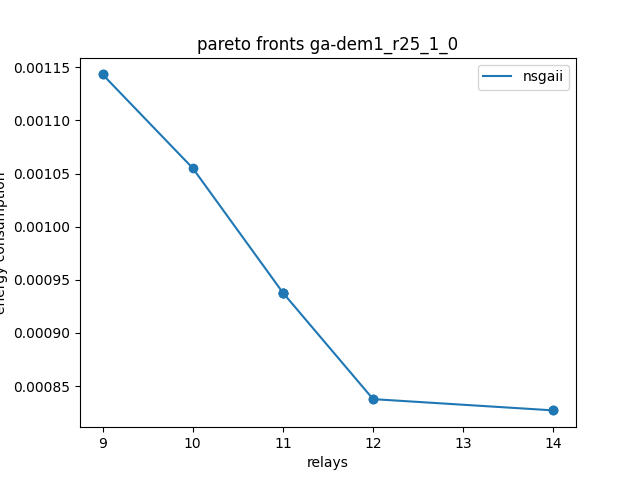 pareto fronts ga-dem1_r25_1_0
nsgaii
0.00115
0.00110
0.00105
0.00100
0.00095
0.00090
0.00085
energy consumption
9 10 11 12 13 14
relays